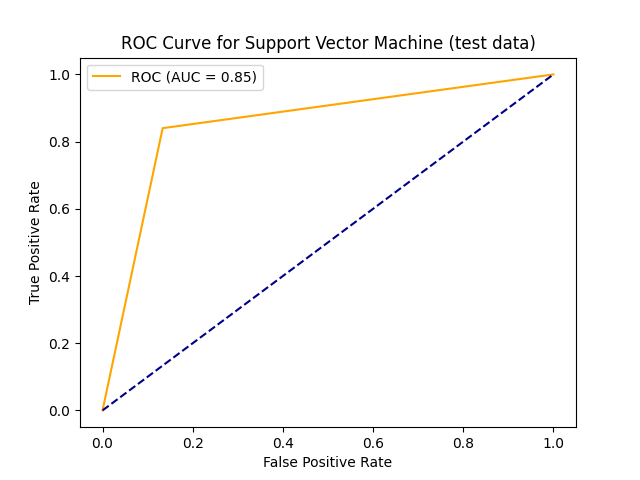 ROC Curve for Support Vector Machine (test data)
ROC (AUC = 0.85)
True Positive Rate
1.0
0.8
0.6
0.4
0.2
0.0
0.0 0.2 0.4 0.6 0.8 1.0
False Positive Rate